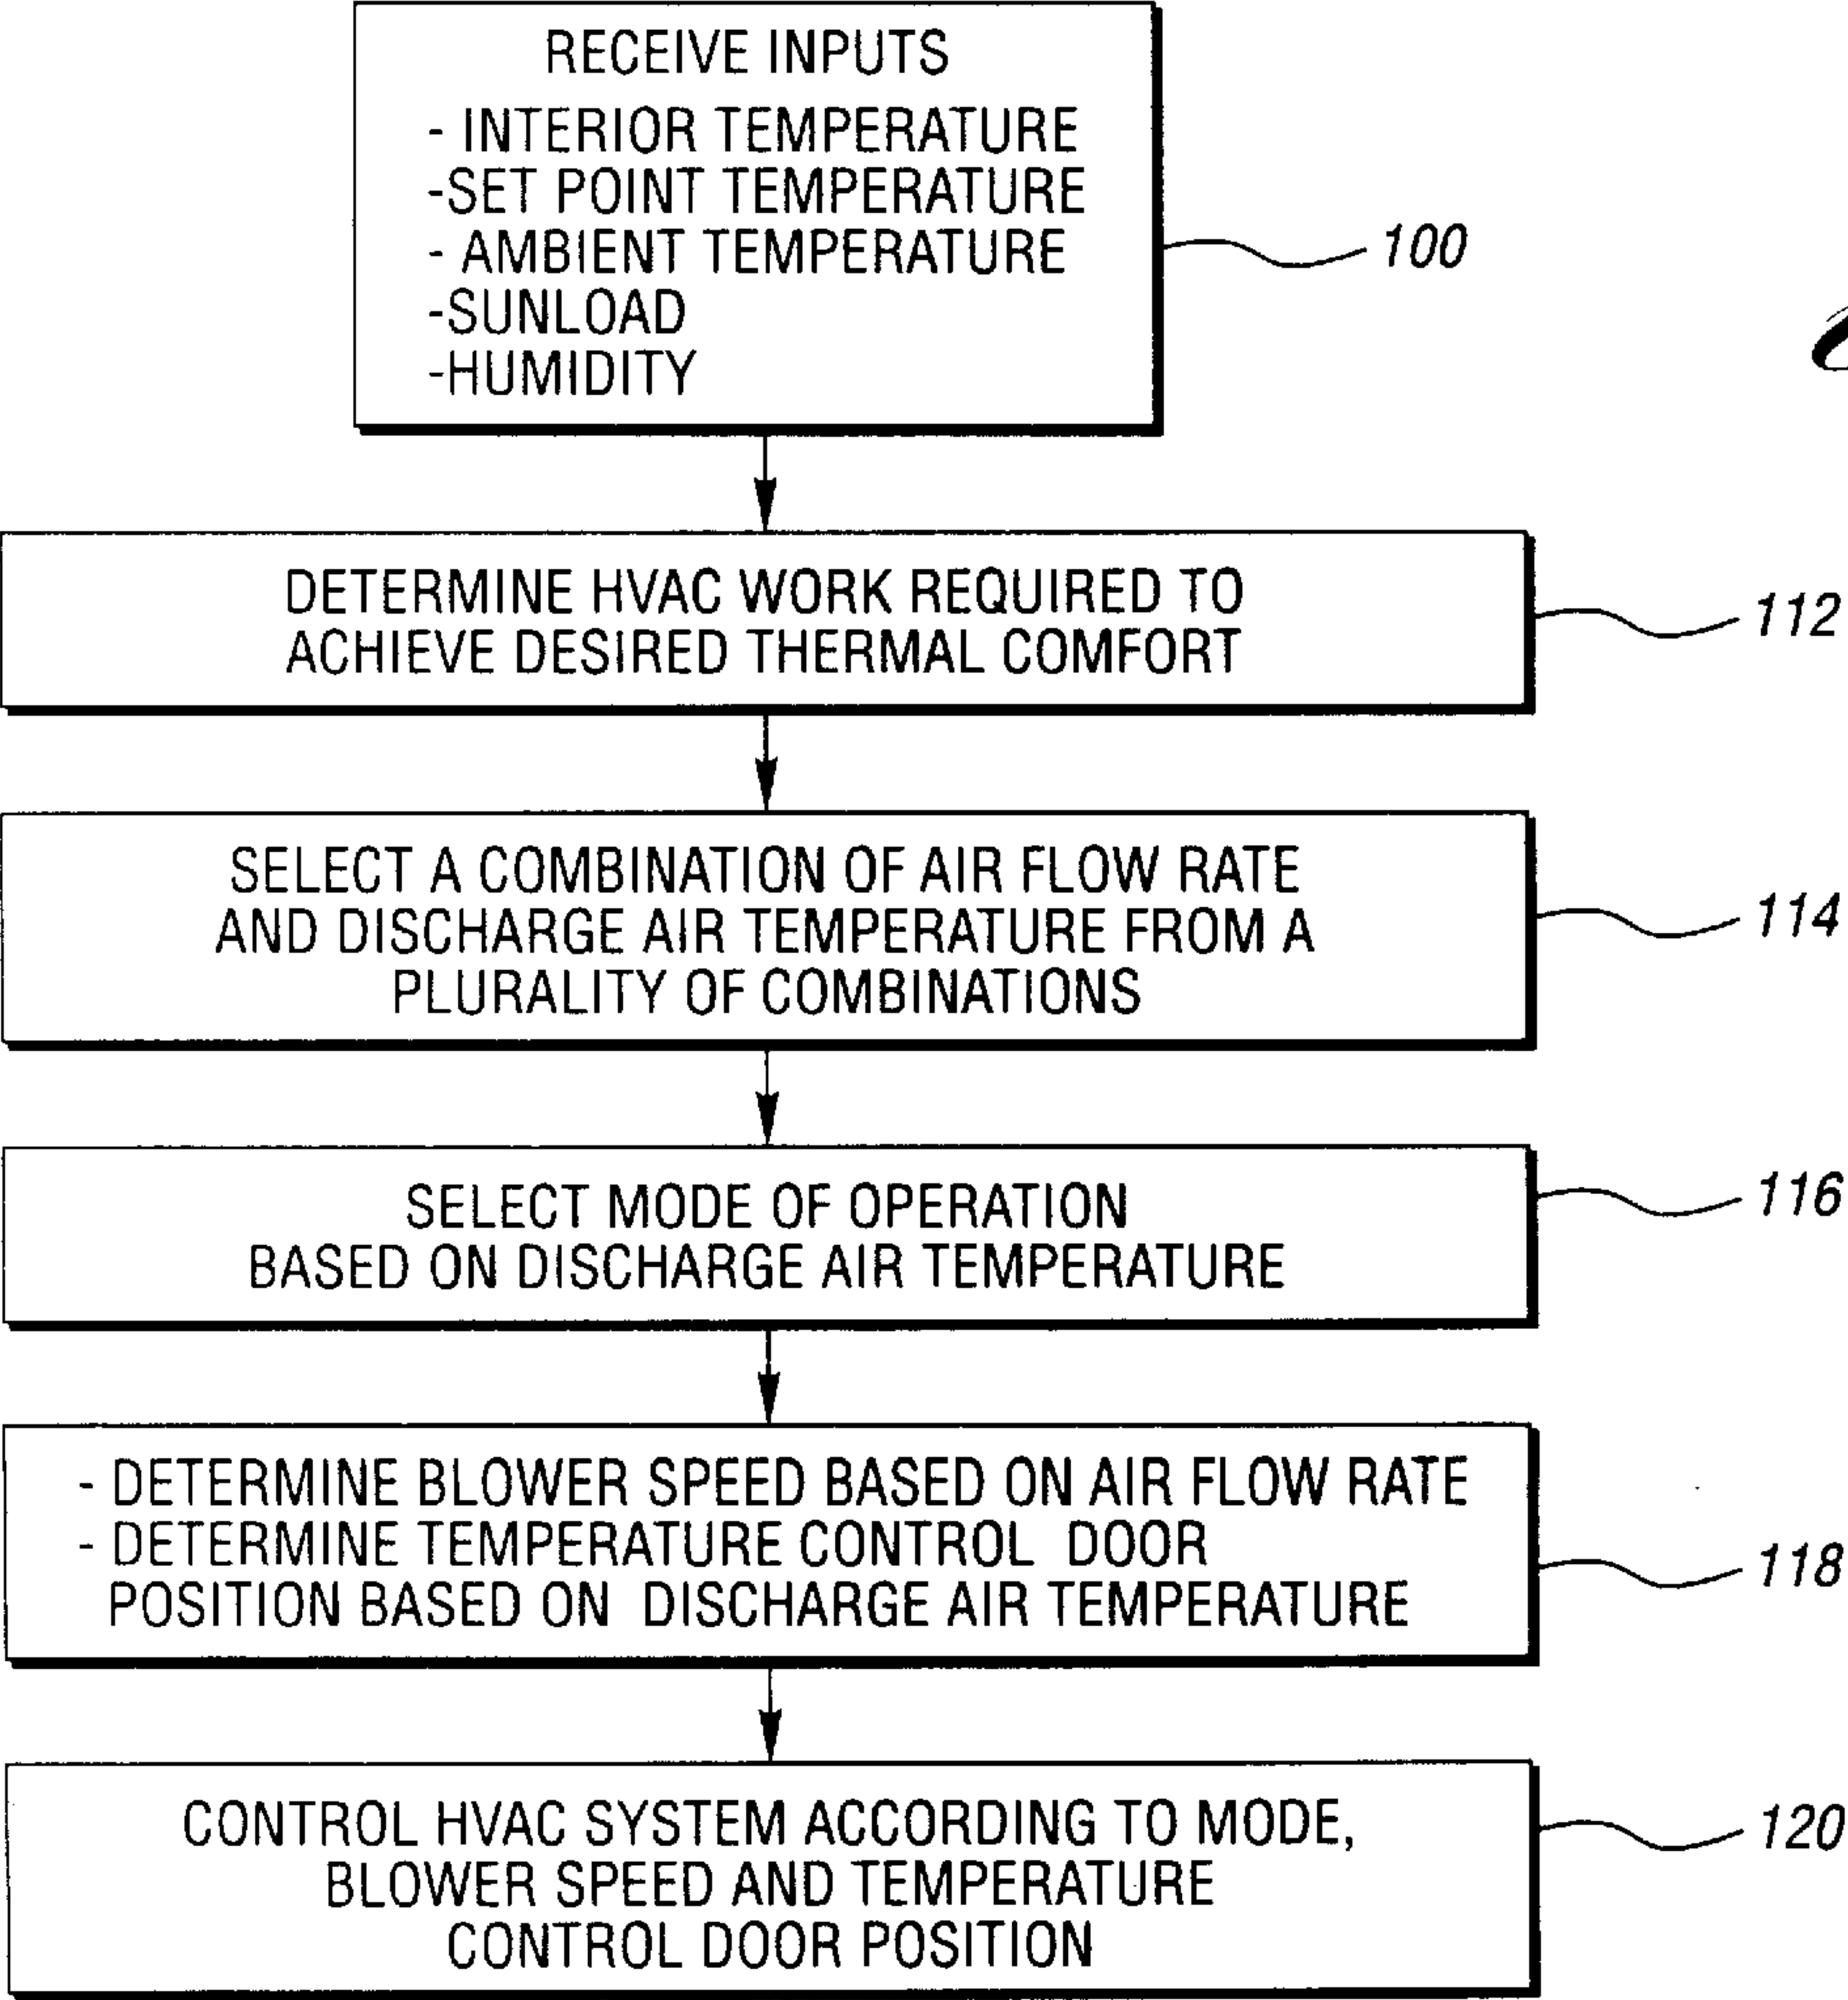 RECEIVE INPUTS
- INTERIOR TEMPERATURE
-SET POINT TEMPERATURE
- AMBIENT TEMPERATURE
-SUNLOAD
-HUMIDITY
100
DETERMINE HVAC WORK REQUIRED TO
ACHIEVE DESIRED THERMAL COMFORT
112
SELECT A COMBINATION OF AIR FLOW RATE
AND DISCHARGE AIR TEMPERATURE FROM A
PLURALITY OF COMBINATIONS
114
SELECT MODE OF OPERATION
BASED ON DISCHARGE AIR TEMPERATURE
116
- DETERMINE BLOWER SPEED BASED ON AIR FLOW RATE
- DETERMINE TEMPERATURE CONTROL DOOR
POSITION BASED ON DISCHARGE AIR TEMPERATURE
118
CONTROL HVAC SYSTEM ACCORDING TO MODE,
BLOWER SPEED AND TEMPERATURE
CONTROL DOOR POSITION
120